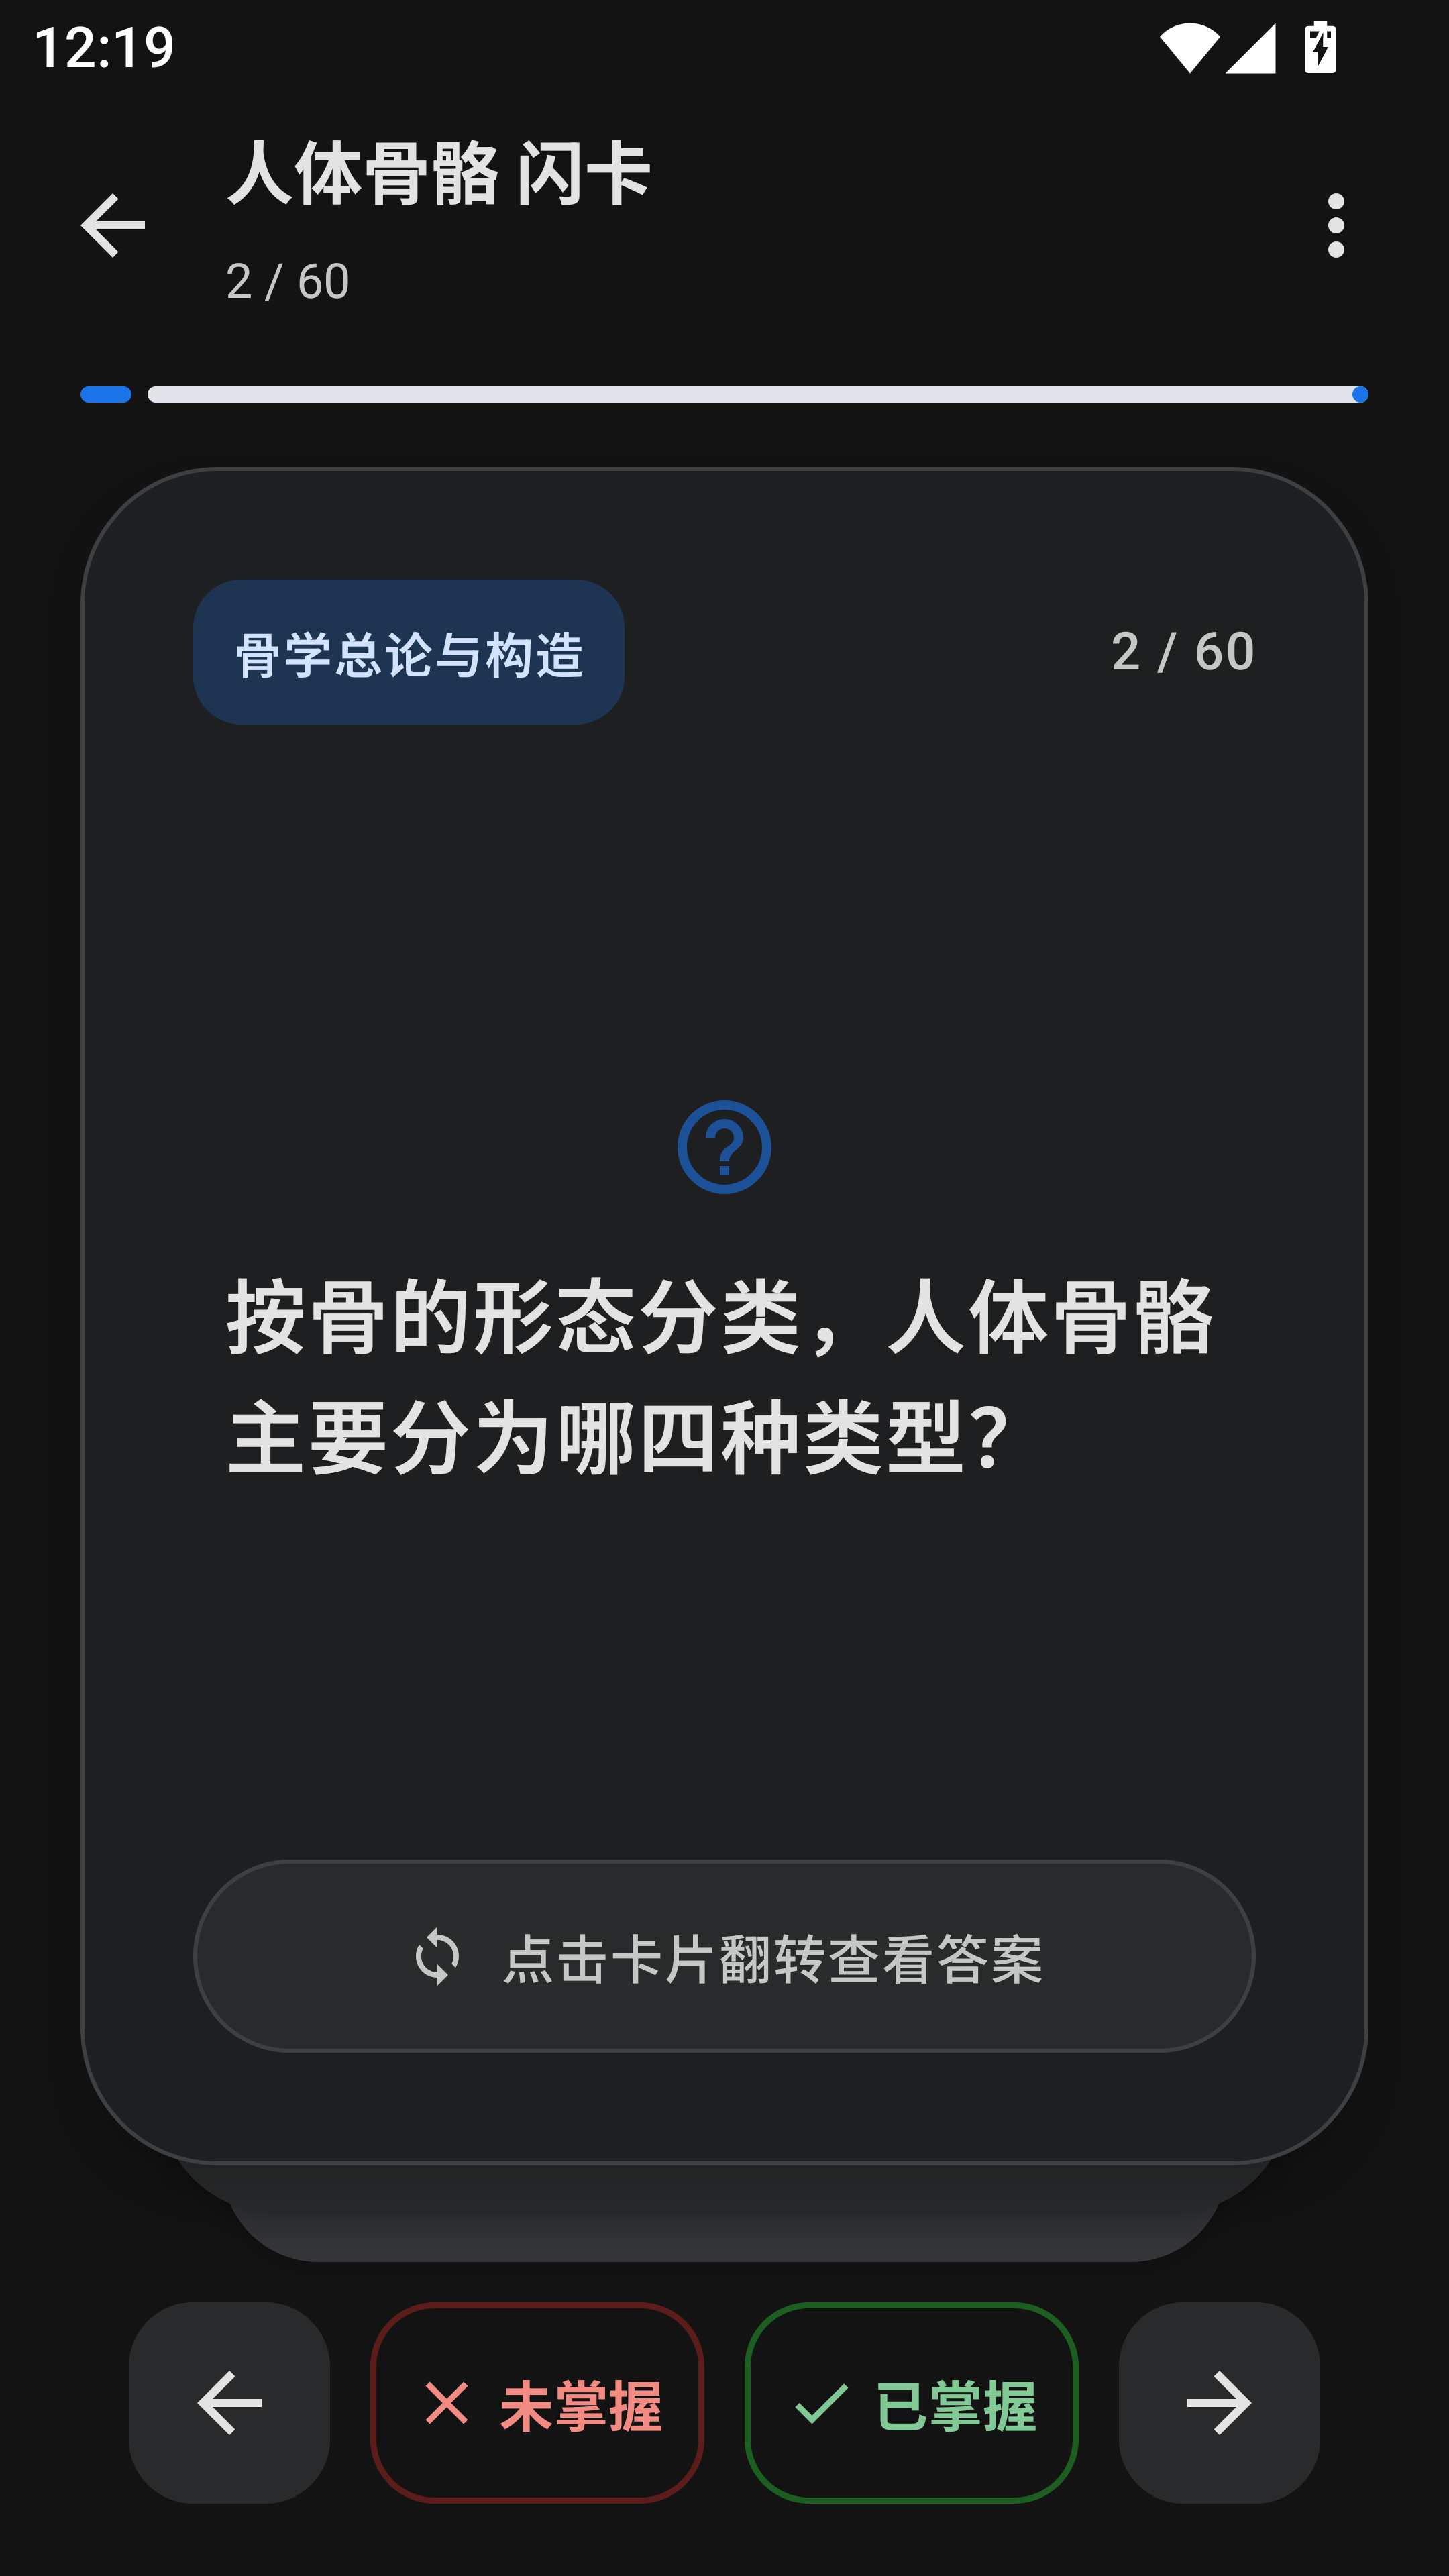 12:19
人体骨骼 闪卡
2 / 60
骨学总论与构造
2 / 60
按骨的形态分类，人体骨骼
主要分为哪四种类型？
点击卡片翻转查看答案
未掌握
已掌握